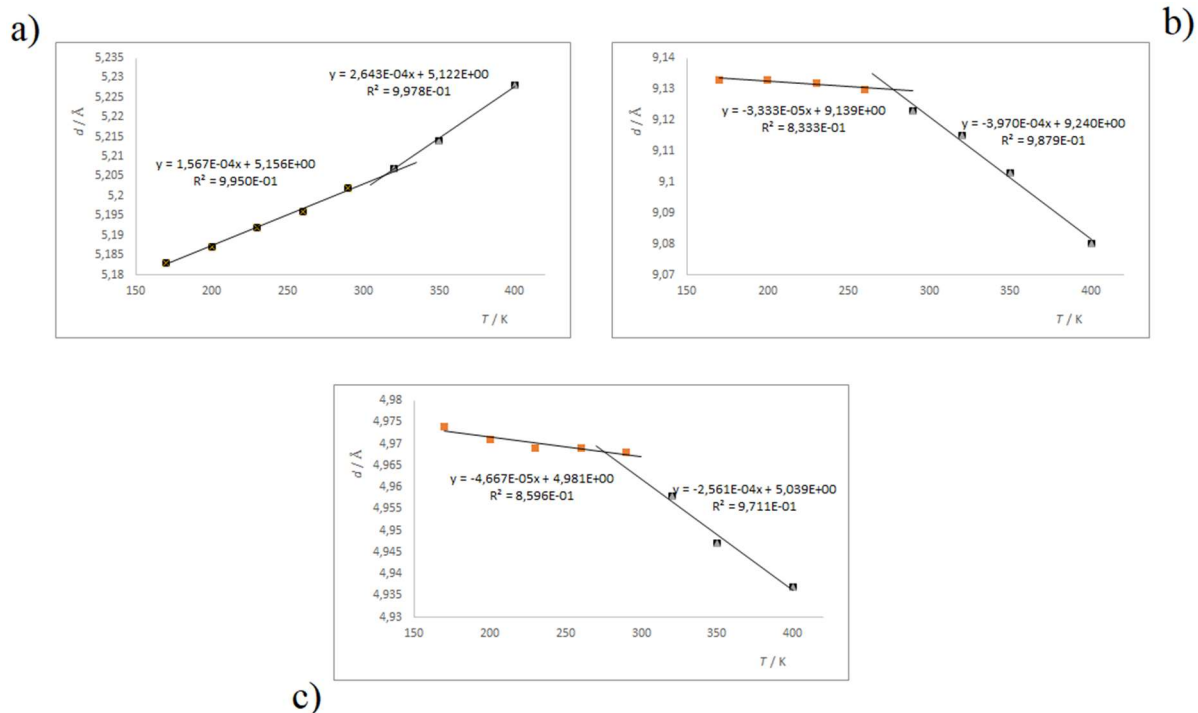 a)
5,235
5,23
5,225
5,22
5,215
5,21
5,205
5,2
5,195
5,19
5,185
5,18
d / Å
y = 2,643E-04x + 5,122E+00
R² = 9,978E-01
y = 1,567E-04x + 5,156E+00
R² = 9,950E-01
150 200 250 300 350 400
T / K
b)
9,14
9,13
9,12
9,11
9,1
9,09
9,08
9,07
d / Å
y = -3,333E-05x + 9,139E+00
R² = 8,333E-01
y = -3,970E-04x + 9,240E+00
R² = 9,879E-01
150 200 250 300 350 400
T / K
4,98
4,975
4,97
4,965
4,96
4,955
4,95
4,945
4,94
4,935
4,93
d / Å
y = -4,667E-05x + 4,981E+00
R² = 8,596E-01
y = -2,561E-04x + 5,039E+00
R² = 9,711E-01
150 200 250 300 350 400
T / K
c)